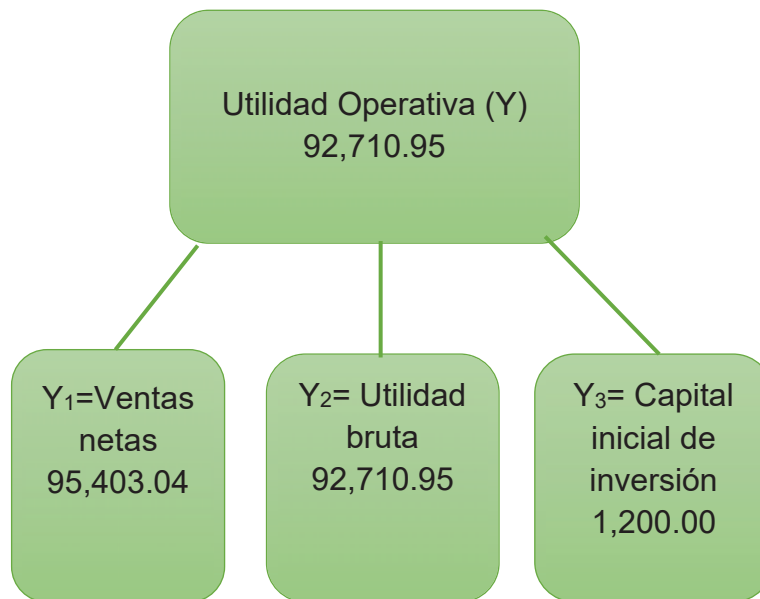 Utilidad Operativa (Y)
92,710.95
Y₁=Ventas
netas
95,403.04
Y₂= Utilidad
bruta
92,710.95
Y₃= Capital
inicial de
inversión
1,200.00